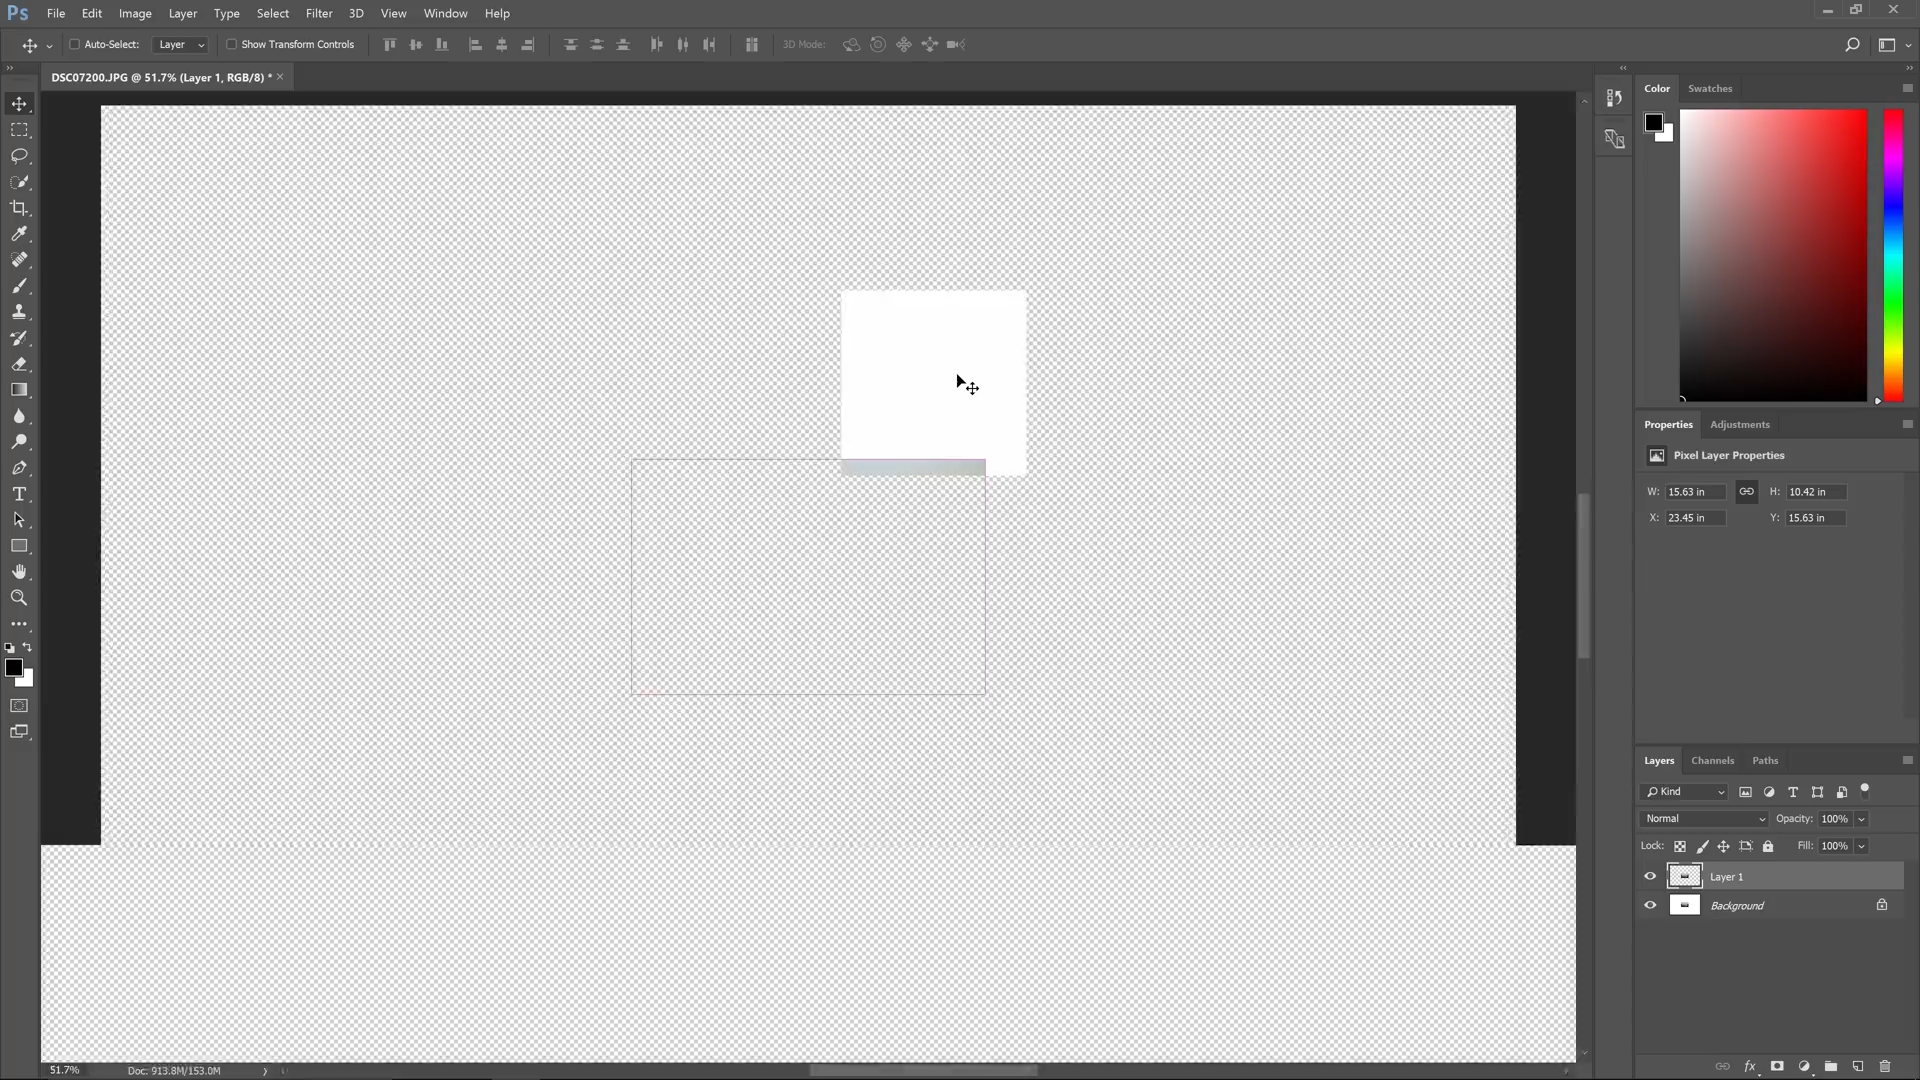 Ps File Edit Image Layer Type Select Filter 3D View Window Help
Auto-Select: Layer Show Transform Controls 3D Mode:
DSC07200.JPG @ 51.7% (Layer 1, RGB/8) *
Color Swatches
Properties Adjustments
Pixel Layer Properties
W: 15.63 in H: 10.42 in
X: 23.45 in Y: 15.63 in
Layers Channels Paths
Kind
Normal Opacity: 100%
Lock: Fill: 100%
Layer 1
Background
51.7% Doc: 913.8M/153.0M